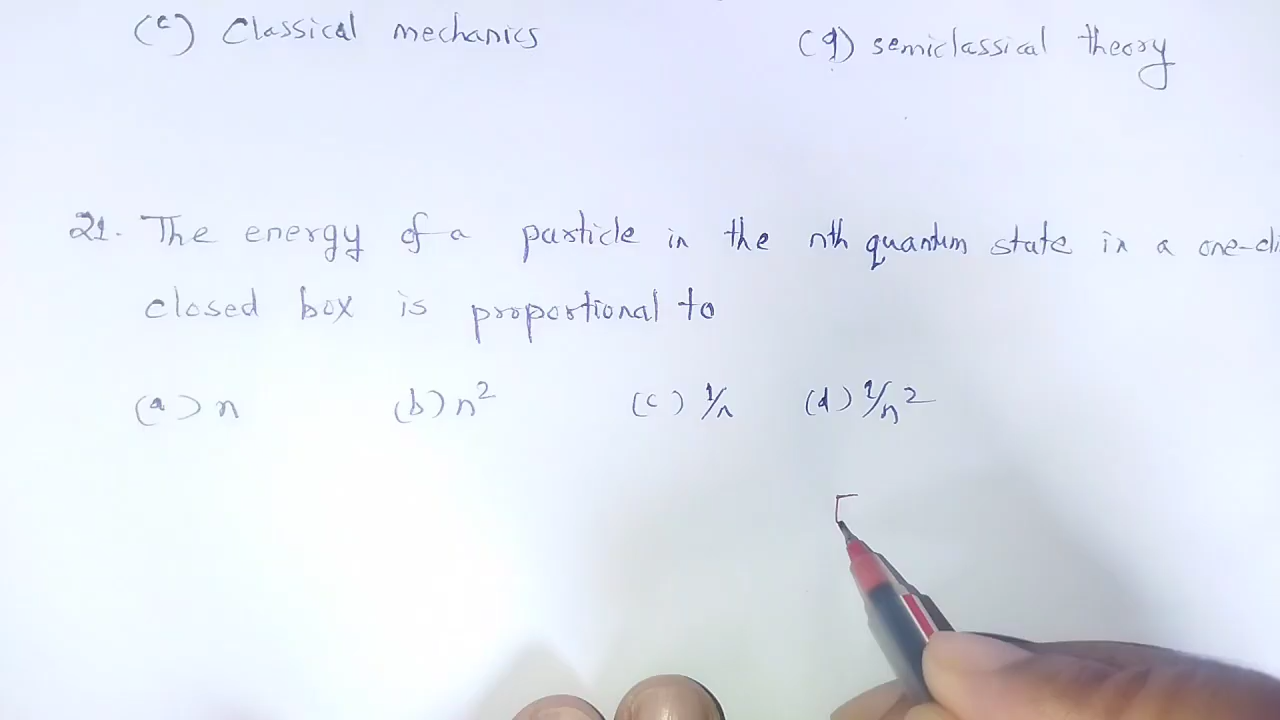 (c) Classical mechanics (d) semiclassical theory
21. The energy of a particle in the nth quantum state in a one-di
closed box is proportional to
(a) n (b) n² (c) 1/n (d) 1/n²